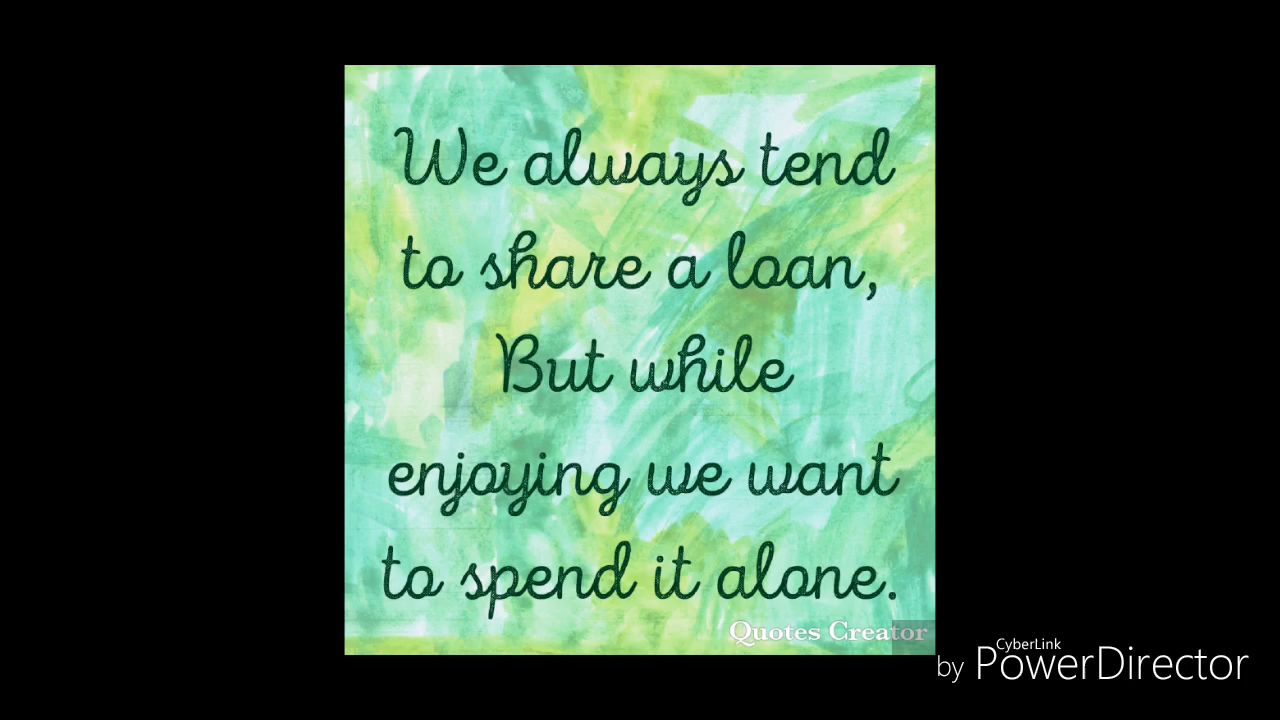 We always tend
to share a loan,
But while
enjoying we want
to spend it alone.
Quotes Creator
CyberLink
by PowerDirector